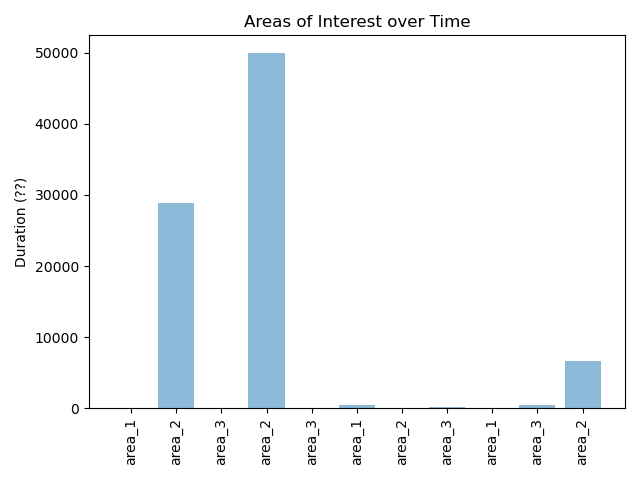 Areas of Interest over Time
Duration (??)
50000
40000
30000
20000
10000
0
area_1
area_2
area_3
area_2
area_3
area_1
area_2
area_3
area_1
area_3
area_2